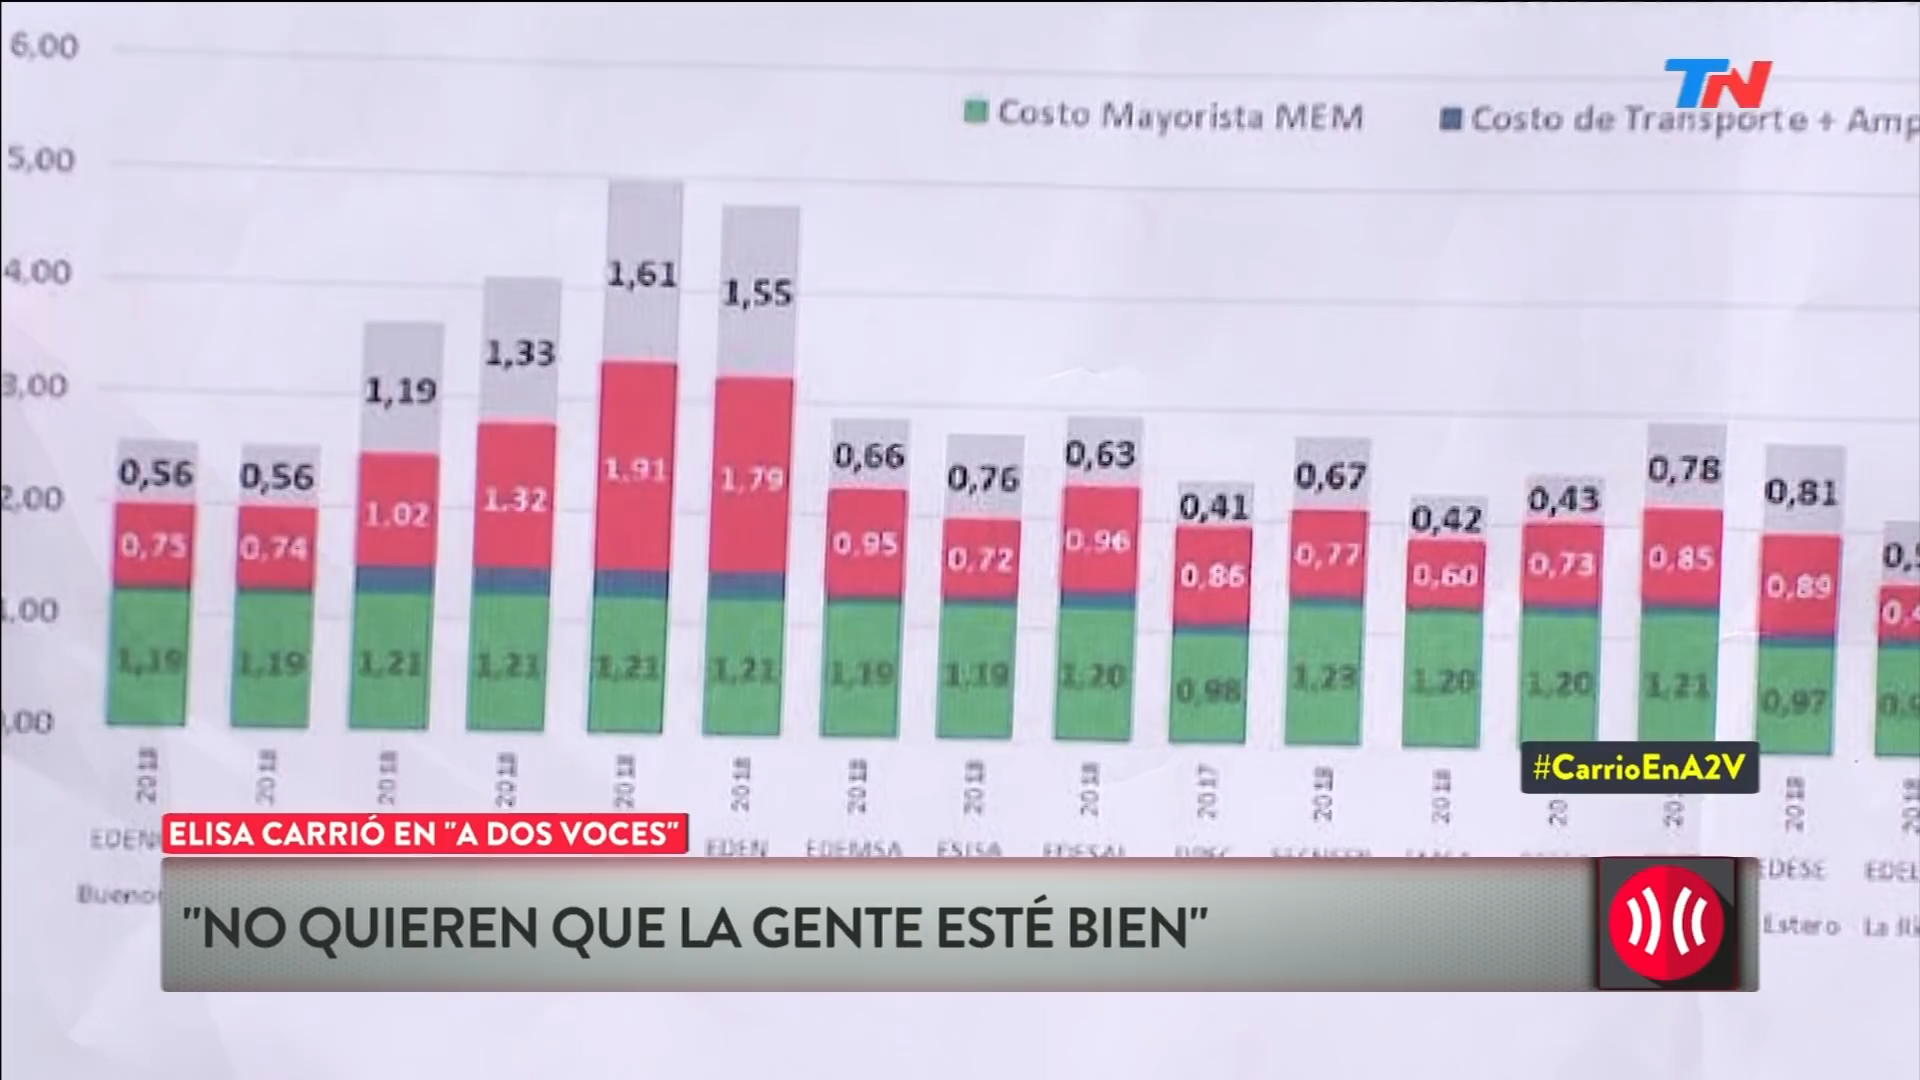 6,00
TN
Costo Mayorista MEM
Costo de Transporte + Amp
5,00
4,00
3,00
2,00
1,00
,00
0,56 0,56 1,19 1,33 1,61 1,55 0,66 0,76 0,63 0,41 0,67 0,42 0,43 0,78 0,81
0,75 0,74 1.02 1.32 1.91 1,79 0.95 0,72 0.96 0,86 0,77 0,60 0,73 0,85 0,89
1,19 1,19 1,21 1,21 1,21 1,21 1,19 1,19 1,20 0,98 1,23 1,20 1,20 1,21 0,97
2018 2018 2018 2018 2018 2018 2018 2018 2018 2017 2018 2018 20 201 2018 2018
#CarrioEnA2V
EDEN EDEN EDEMSA ESISA EDESAL EDESE EDEL
Buenos Estero La Ri
ELISA CARRIÓ EN "A DOS VOCES"
"NO QUIEREN QUE LA GENTE ESTÉ BIEN"